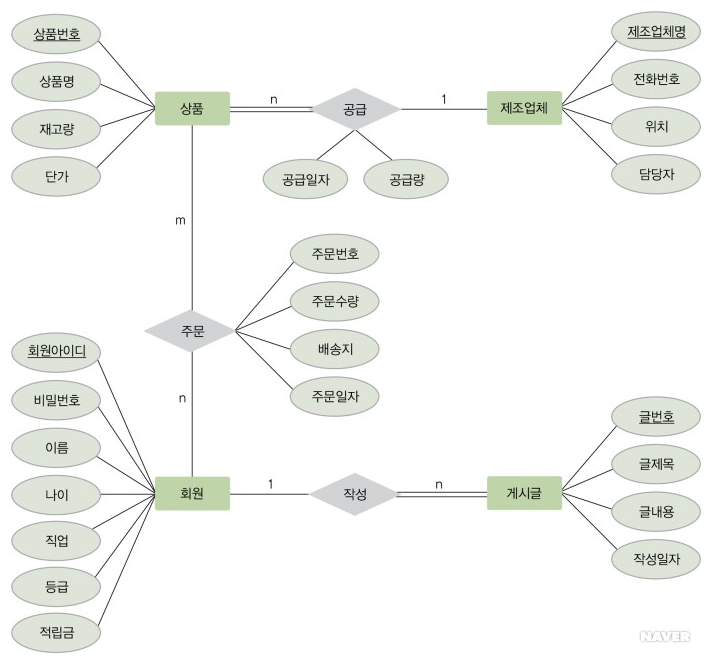 상품번호
상품명
재고량
단가
상품
n
공급
1
제조업체
제조업체명
전화번호
위치
담당자
공급일자
공급량
m
주문
주문번호
주문수량
배송지
주문일자
n
회원아이디
비밀번호
이름
나이
직업
등급
적립금
회원
1
작성
n
게시글
글번호
글제목
글내용
작성일자
NAVER